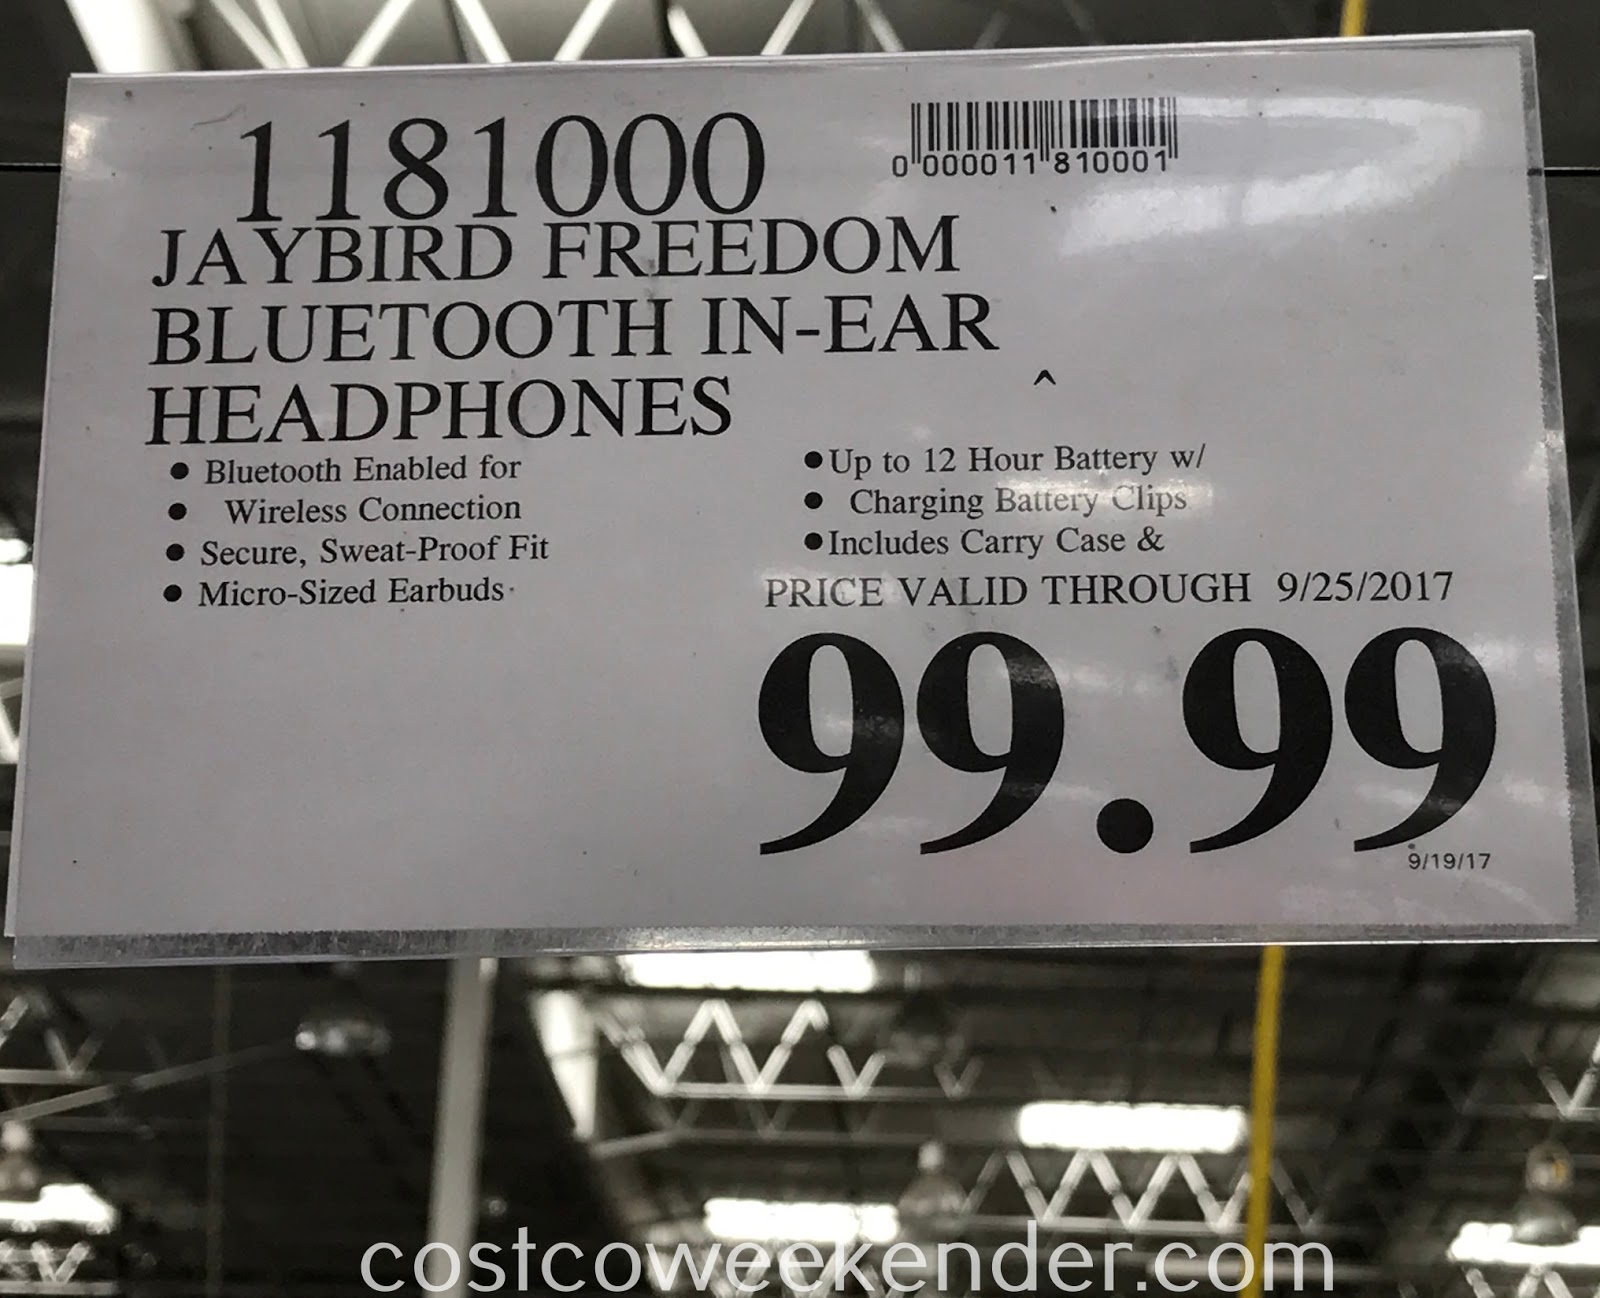 1181000
0 000011 810001
JAYBIRD FREEDOM
BLUETOOTH IN-EAR
HEADPHONES
^
● Bluetooth Enabled for
● Wireless Connection
● Secure, Sweat-Proof Fit
● Micro-Sized Earbuds
● Up to 12 Hour Battery w/
● Charging Battery Clips
● Includes Carry Case &
PRICE VALID THROUGH 9/25/2017
99.99
9/19/17
costcoweekender.com